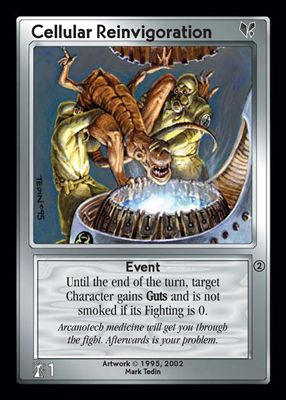 Cellular Reinvigoration
TEDIN©95
Event
②
Until the end of the turn, target
Character gains Guts and is not
smoked if its Fighting is 0.
Arcanotech medicine will get you through
the fight. Afterwards is your problem.
1
Artwork © 1995, 2002
Mark Tedin